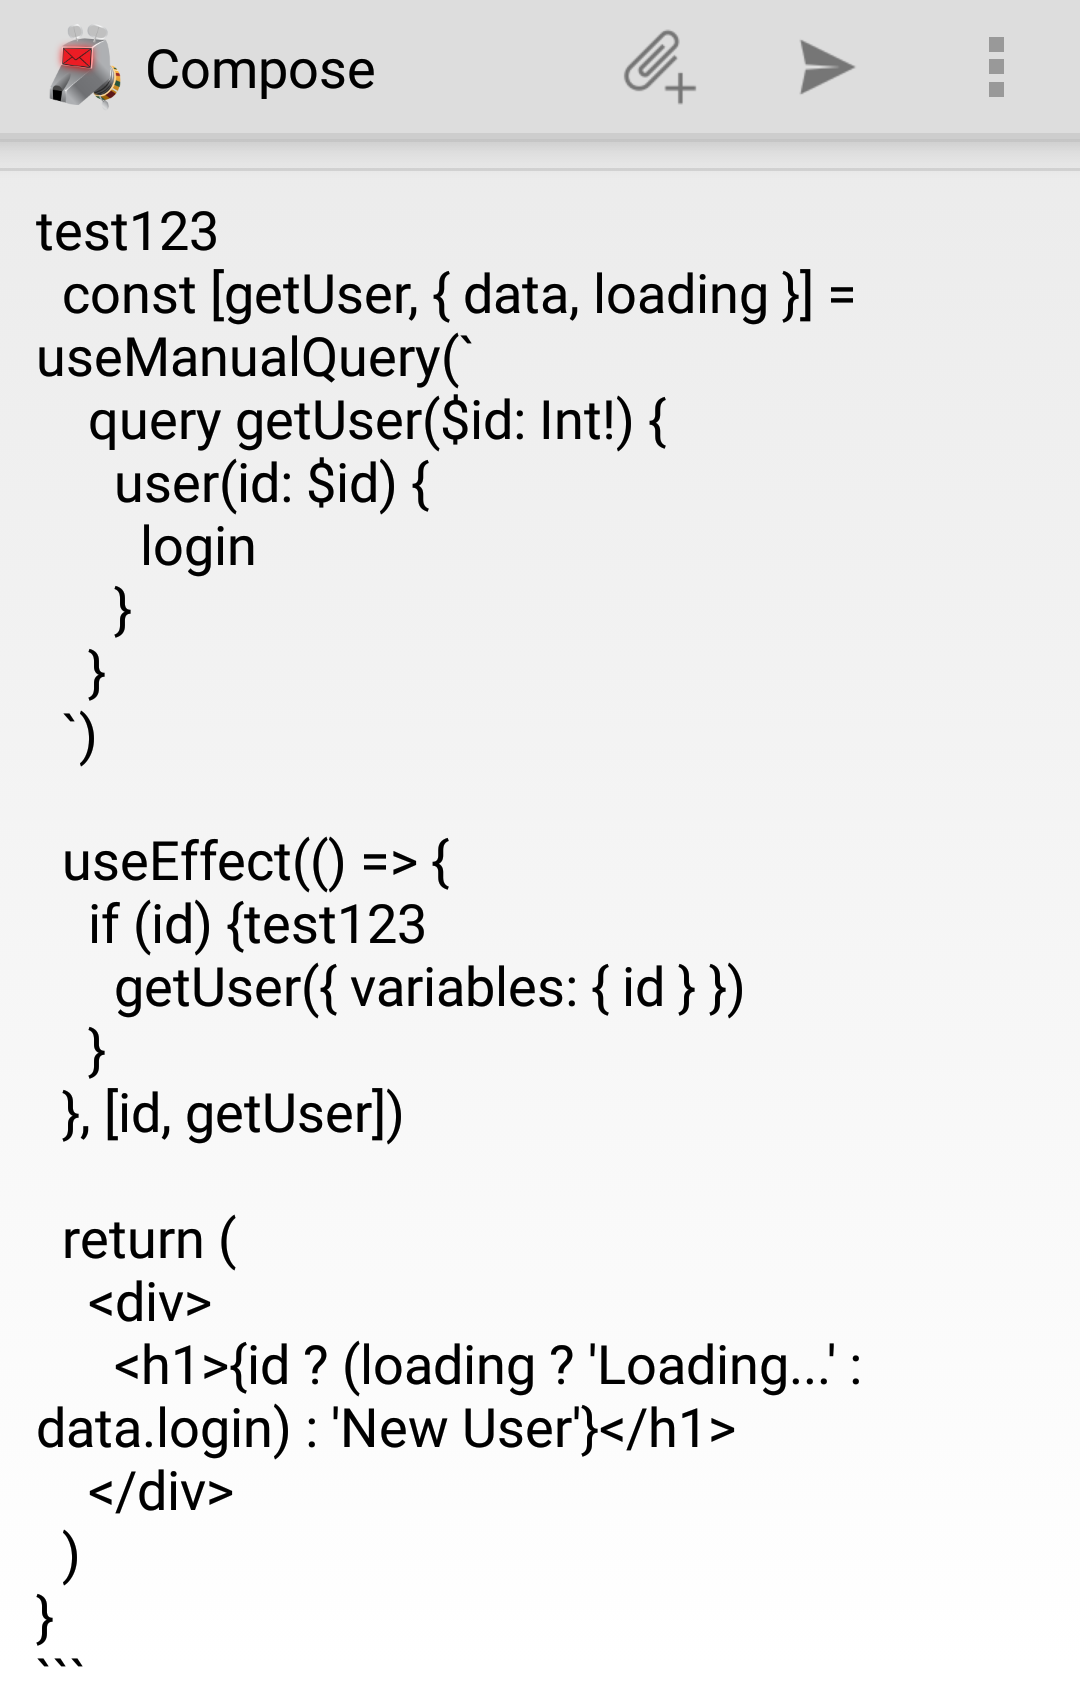 Compose
test123
  const [getUser, { data, loading }] =
useManualQuery(`
    query getUser($id: Int!) {
      user(id: $id) {
        login
      }
    }
  `)

  useEffect(() => {
    if (id) {test123
      getUser({ variables: { id } })
    }
  }, [id, getUser])

  return (
    <div>
      <h1>{id ? (loading ? 'Loading...' :
data.login) : 'New User'}</h1>
    </div>
  )
}
```